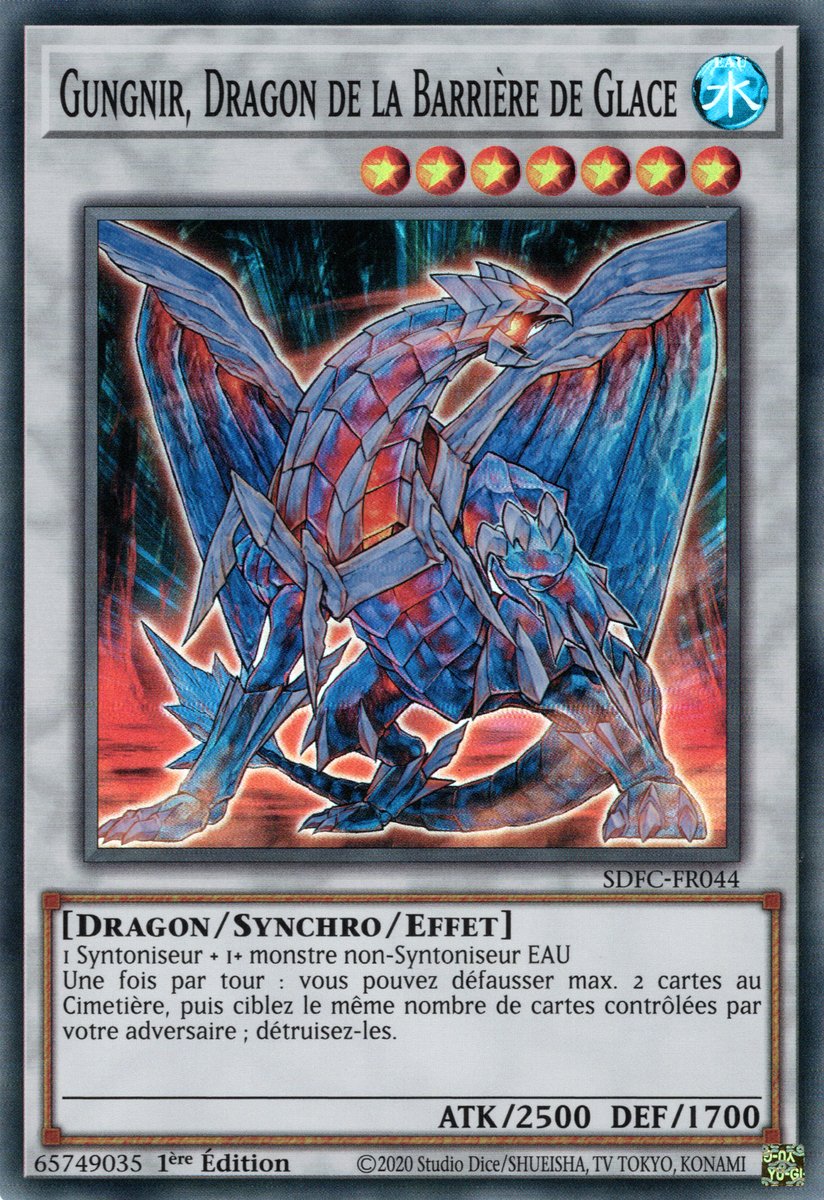 Gungnir, Dragon de la Barrière de Glace
EAU
水
SDFC-FR044
[Dragon/Synchro/Effet]
1 Syntoniseur + 1+ monstre non-Syntoniseur EAU
Une fois par tour : vous pouvez défausser max. 2 cartes au
Cimetière, puis ciblez le même nombre de cartes contrôlées par
votre adversaire ; détruisez-les.
ATK/2500 DEF/1700
65749035 1ère Édition ©2020 Studio Dice/SHUEISHA, TV TOKYO, KONAMI